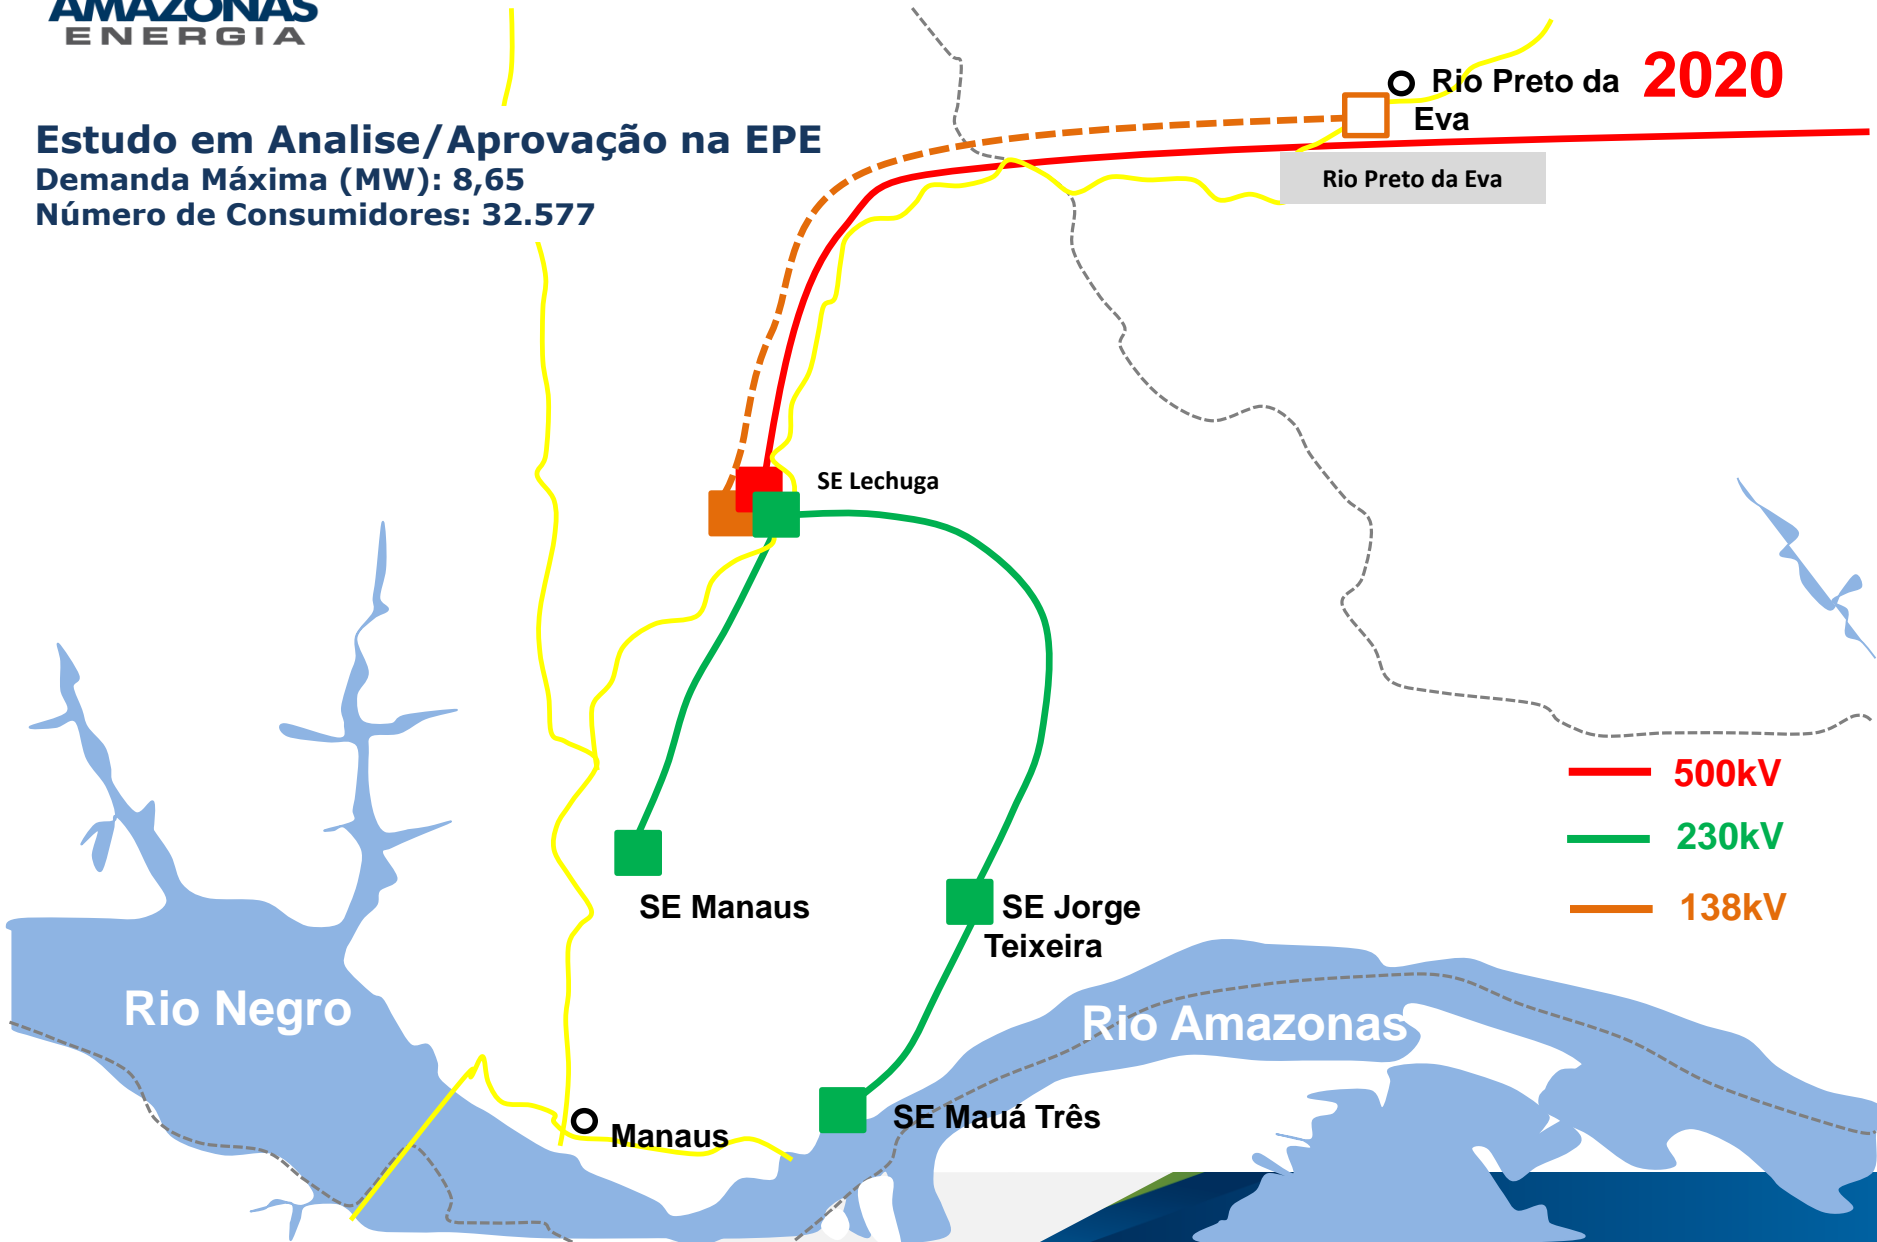 AMAZONAS
ENERGIA
Estudo em Analise/Aprovação na EPE
Demanda Máxima (MW): 8,65
Número de Consumidores: 32.577
Rio Preto da
Eva
2020
Rio Preto da Eva
SE Lechuga
500kV
230kV
138kV
SE Manaus
SE Jorge
Teixeira
Rio Negro
Rio Amazonas
SE Mauá Três
Manaus